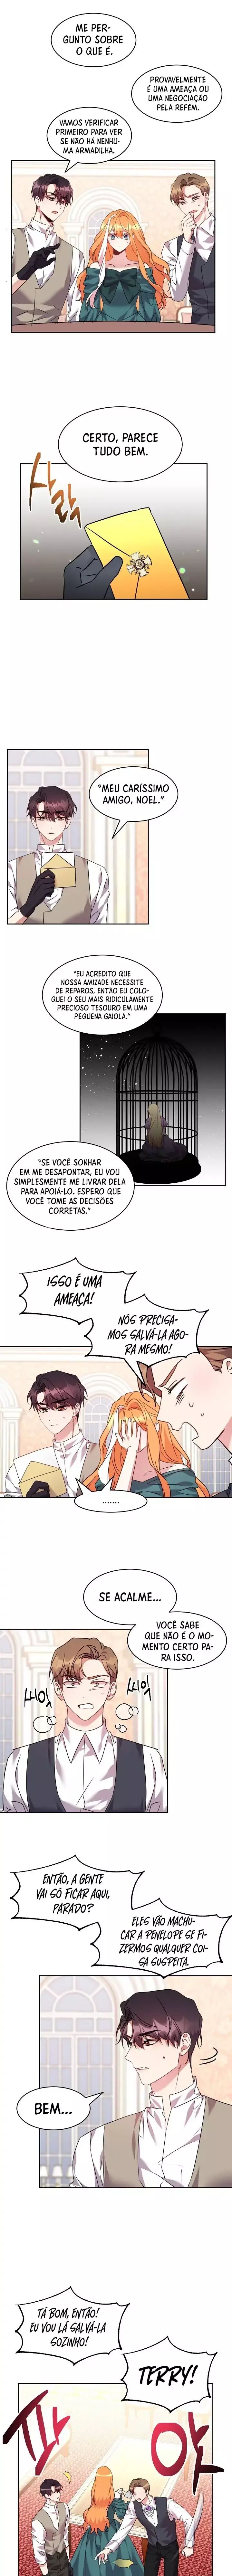 ME PER-
GUNTO SOBRE
O QUE É.
PROVAVELMENTE
É UMA AMEAÇA OU
UMA NEGOCIAÇÃO
PELA REFÉM.
VAMOS VERIFICAR
PRIMEIRO PARA VER
SE NÃO HÁ NENHU-
MA ARMADILHA.
CERTO, PARECE
TUDO BEM.
사락
"MEU CARÍSSIMO
AMIGO, NOEL."
"EU ACREDITO QUE
NOSSA AMIZADE NECESSITE
DE REPAROS. ENTÃO EU COLO-
QUEI O SEU MAIS RIDICULAMENTE
PRECIOSO TESOURO EM UMA
PEQUENA GAIOLA."
"SE VOCÊ SONHAR
EM ME DESAPONTAR, EU VOU
SIMPLESMENTE ME LIVRAR DELA
PARA APOIÁ-LO. ESPERO QUE
VOCÊ TOME AS DECISÕES
CORRETAS."
ISSO É UMA
AMEAÇA!
NÓS PRECISA-
MOS SALVÁ-LA AGO-
RA MESMO!
.......
SE ACALME...
VOCÊ SABE
QUE NÃO É O MO-
MENTO CERTO PA-
RA ISSO.
ENTÃO, A GENTE
VAI SÓ FICAR AQUI,
PARADO?
ELES VÃO MACHU-
CAR A PENELOPE SE FI-
ZERMOS QUALQUER COI-
SA SUSPEITA.
BEM...
TÁ BOM, ENTÃO!
EU VOU LÁ SALVÁ-LA
SOZINHO!
TERRY!